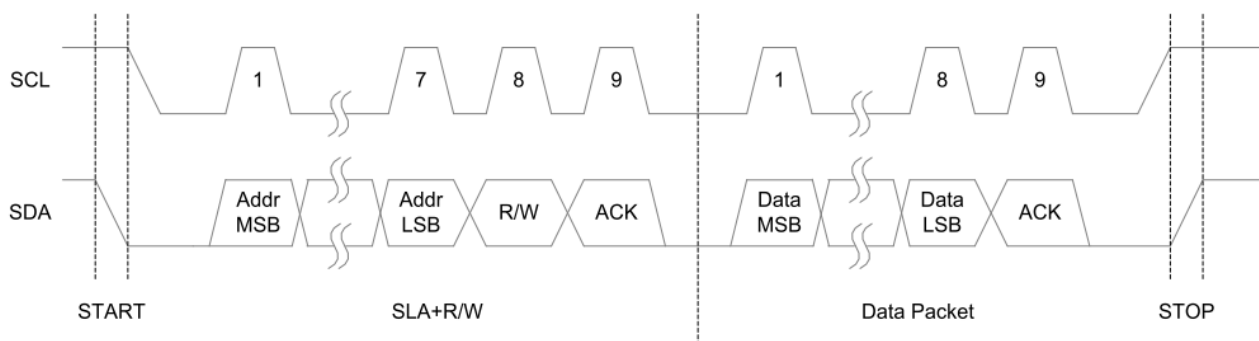 SCL
1
7
8
9
1
8
9
SDA
Addr
MSB
Addr
LSB
R/W
ACK
Data
MSB
Data
LSB
ACK
START
SLA+R/W
Data Packet
STOP